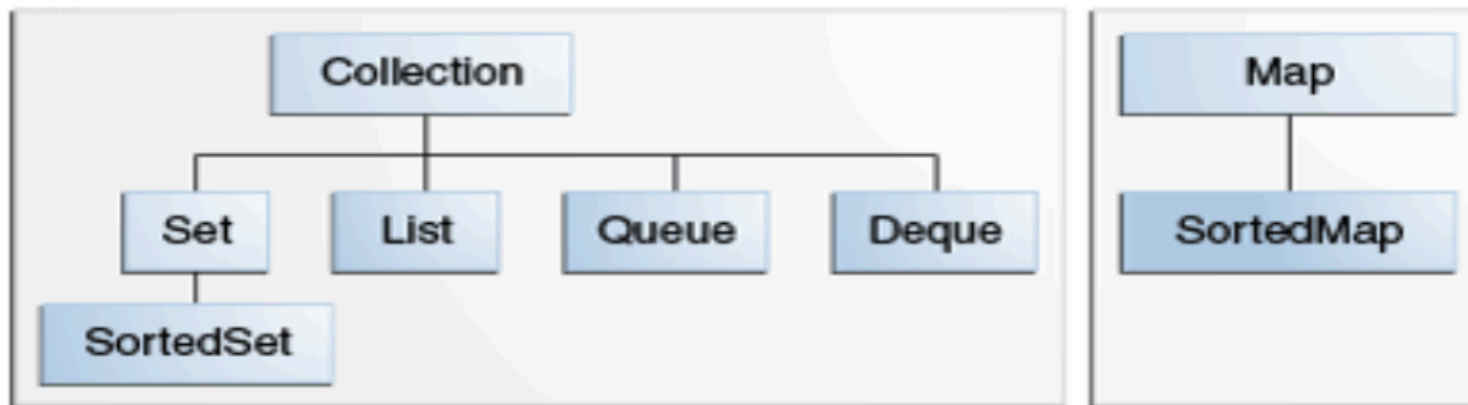 Collection
Map
Set
List
Queue
Deque
SortedMap
SortedSet